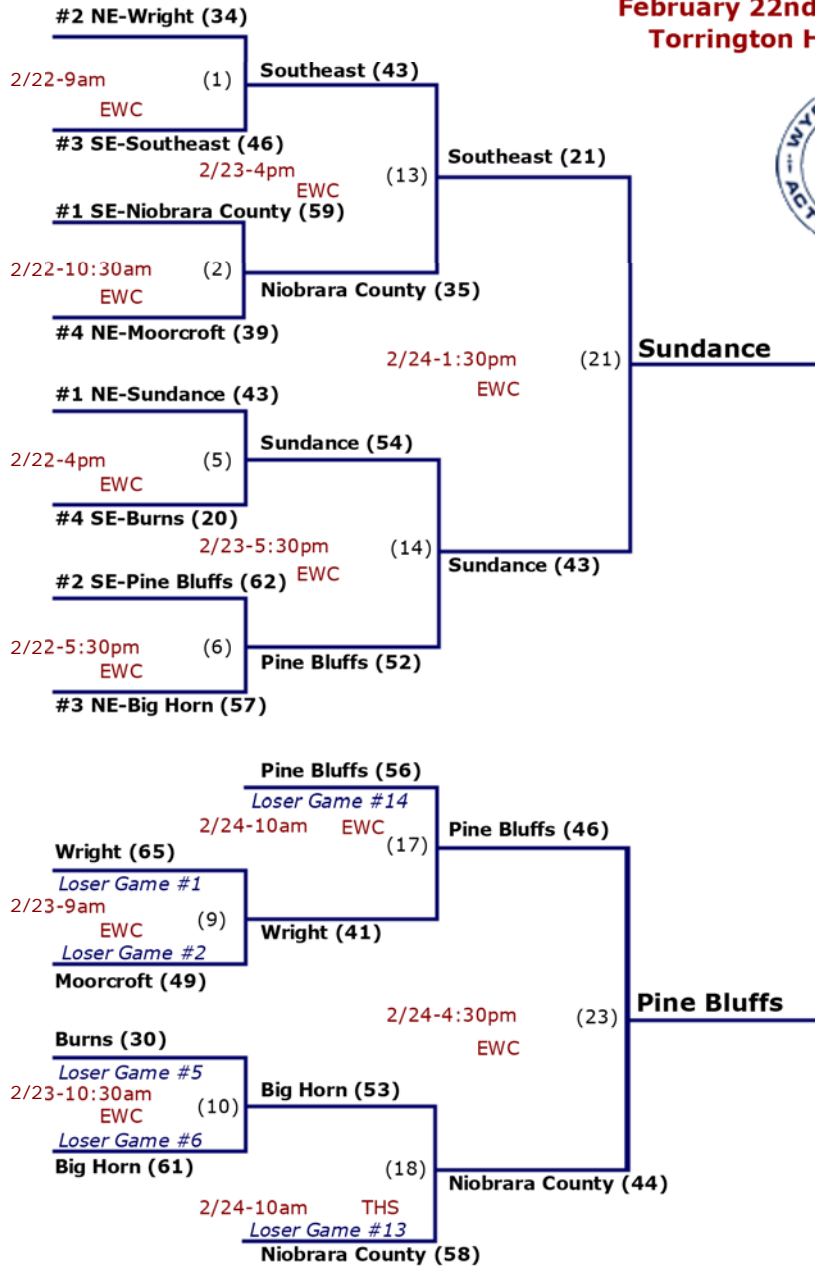 February 22nd
Torrington H
#2 NE-Wright (34)
2/22-9am
(1)
EWC
Southeast (43)
#3 SE-Southeast (46)
2/23-4pm
EWC
(13)
Southeast (21)
WY
ACT
#1 SE-Niobrara County (59)
2/22-10:30am
(2)
EWC
Niobrara County (35)
#4 NE-Moorcroft (39)
2/24-1:30pm
EWC
(21)
Sundance
#1 NE-Sundance (43)
2/22-4pm
(5)
EWC
Sundance (54)
#4 SE-Burns (20)
2/23-5:30pm
EWC
(14)
Sundance (43)
#2 SE-Pine Bluffs (62)
2/22-5:30pm
(6)
EWC
Pine Bluffs (52)
#3 NE-Big Horn (57)
Pine Bluffs (56)
Loser Game #14
2/24-10am EWC
(17)
Pine Bluffs (46)
Wright (65)
Loser Game #1
2/23-9am
(9)
EWC
Wright (41)
Loser Game #2
Moorcroft (49)
2/24-4:30pm
EWC
(23)
Pine Bluffs
Burns (30)
Loser Game #5
2/23-10:30am
(10)
EWC
Big Horn (53)
Loser Game #6
Big Horn (61)
(18)
Niobrara County (44)
2/24-10am THS
Loser Game #13
Niobrara County (58)